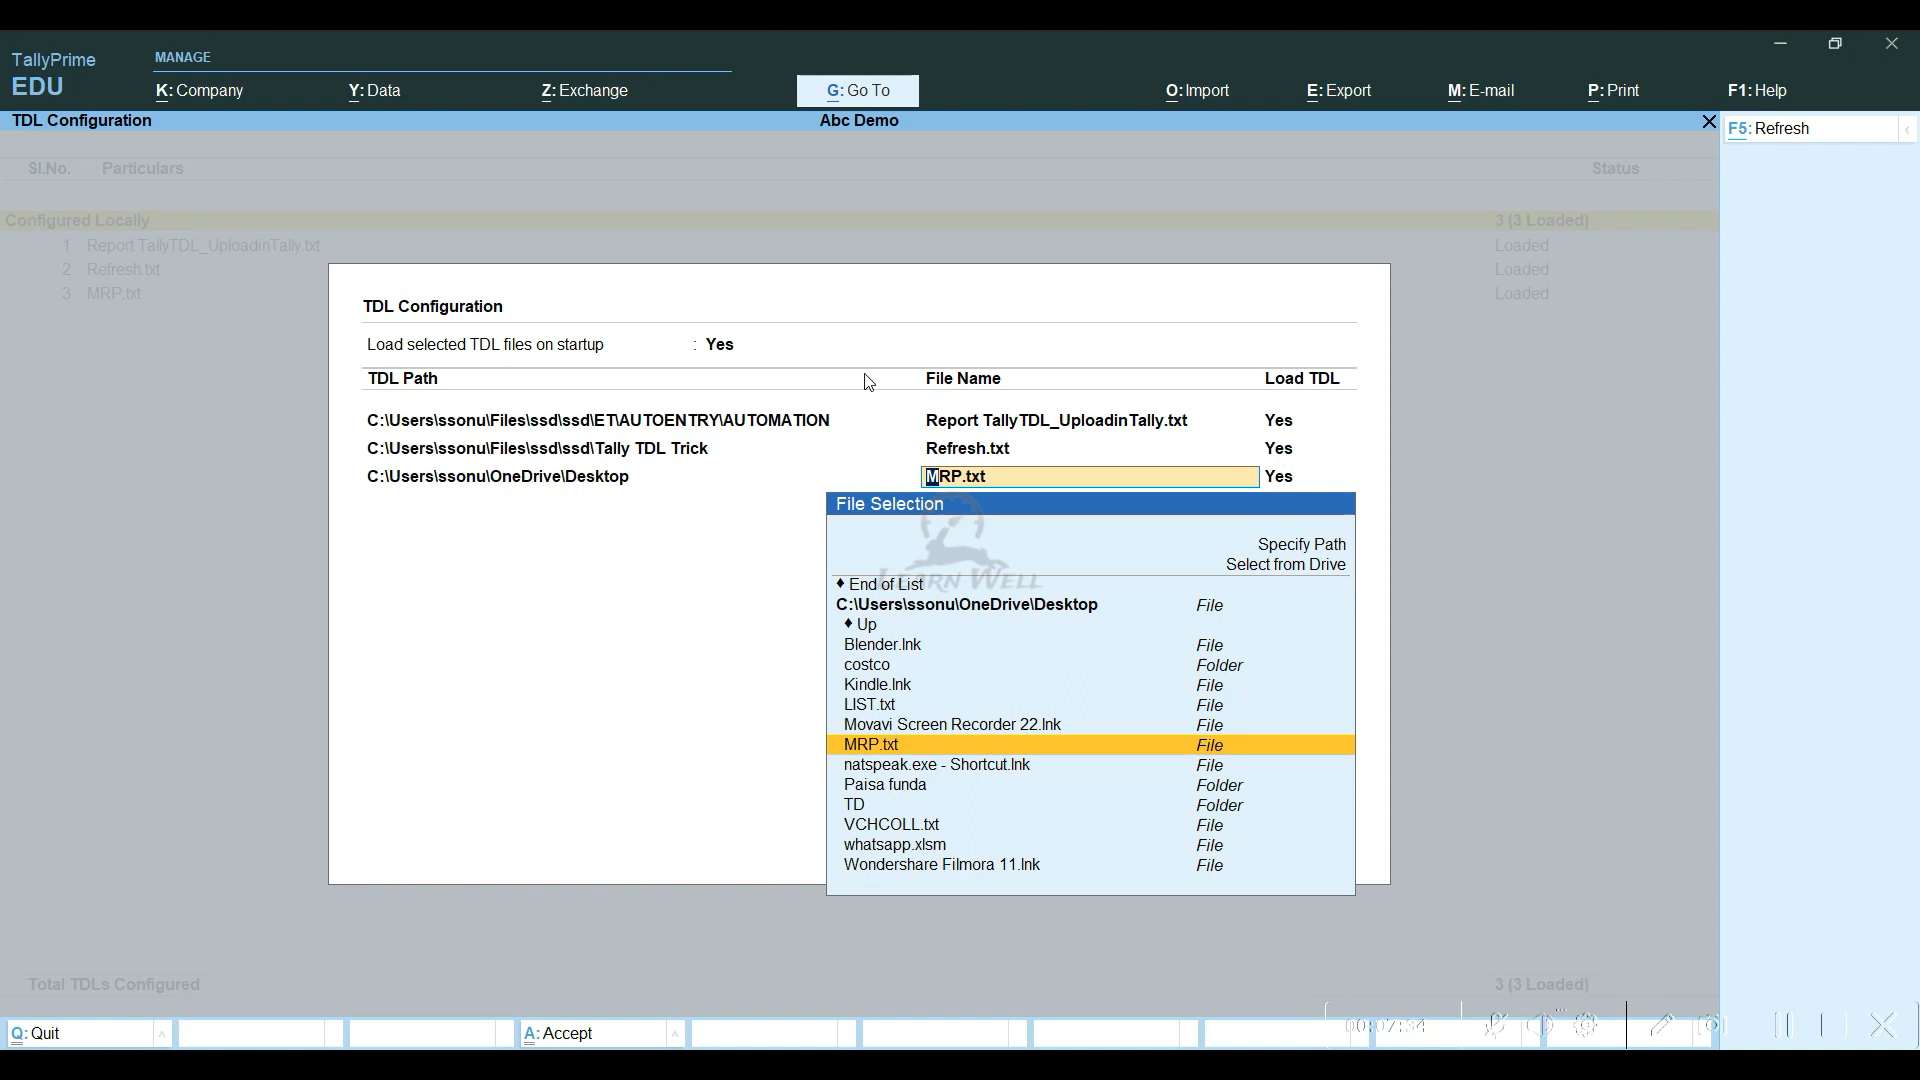 MANAGE
TallyPrime
EDU
K: Company
Y: Data
Z: Exchange
G: Go To
O: Import
E: Export
M: E-mail
P: Print
F1: Help
TDL Configuration
Abc Demo
F5: Refresh
Sl.No. Particulars Status
Configured Locally 3 (3 Loaded)
1 Report TallyTDL_UploadinTally.txt Loaded
2 Refresh.txt Loaded
3 MRP.txt Loaded
TDL Configuration
Load selected TDL files on startup : Yes
TDL Path File Name Load TDL
C:\Users\ssonu\Files\ssd\ssd\ET\AUTOENTRY\AUTOMATION Report TallyTDL_UploadinTally.txt Yes
C:\Users\ssonu\Files\ssd\ssd\Tally TDL Trick Refresh.txt Yes
C:\Users\ssonu\OneDrive\Desktop MRP.txt Yes
File Selection
Specify Path
Select from Drive
LEARN WELL
♦ End of List
C:\Users\ssonu\OneDrive\Desktop File
♦ Up
Blender.lnk File
costco Folder
Kindle.lnk File
LIST.txt File
Movavi Screen Recorder 22.lnk File
MRP.txt File
natspeak.exe - Shortcut.lnk File
Paisa funda Folder
TD Folder
VCHCOLL.txt File
whatsapp.xlsm File
Wondershare Filmora 11.lnk File
Total TDLs Configured 3 (3 Loaded)
Q: Quit
A: Accept
00:07:34